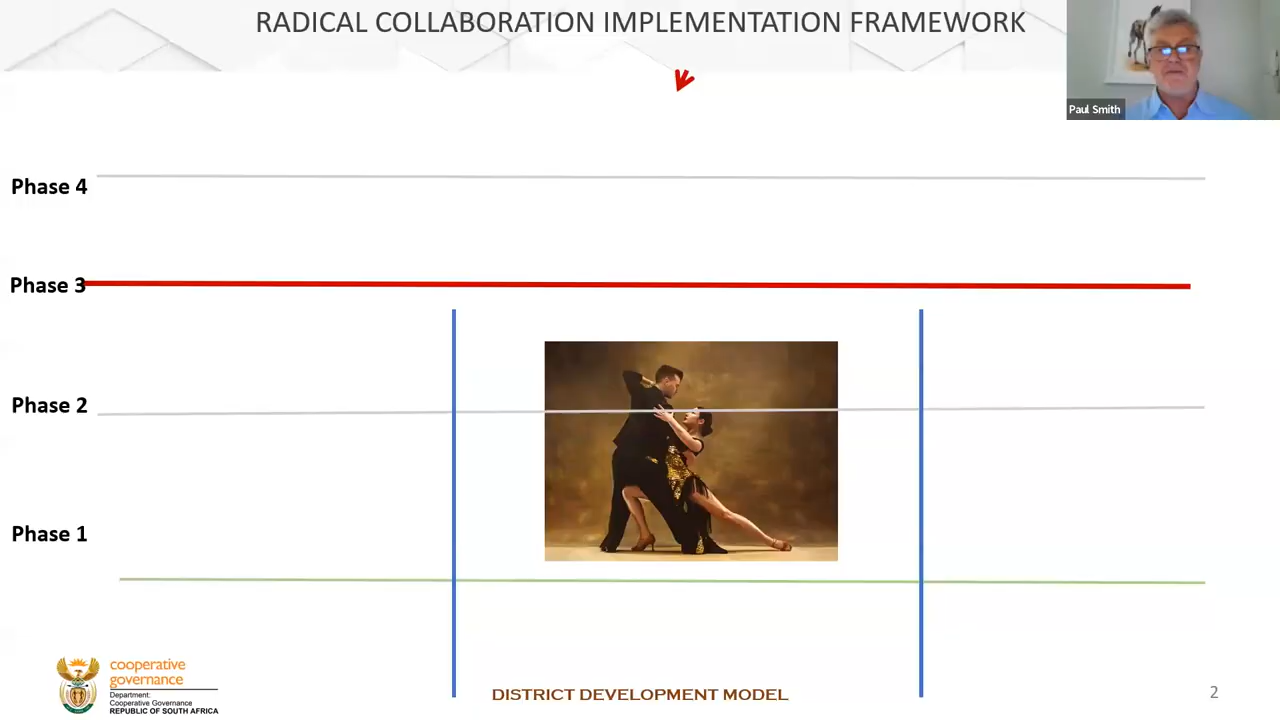 RADICAL COLLABORATION IMPLEMENTATION FRAMEWORK
Paul Smith
Phase 4
Phase 3
Phase 2
Phase 1
cooperative
governance
Department:
Cooperative Governance
REPUBLIC OF SOUTH AFRICA
DISTRICT DEVELOPMENT MODEL
2